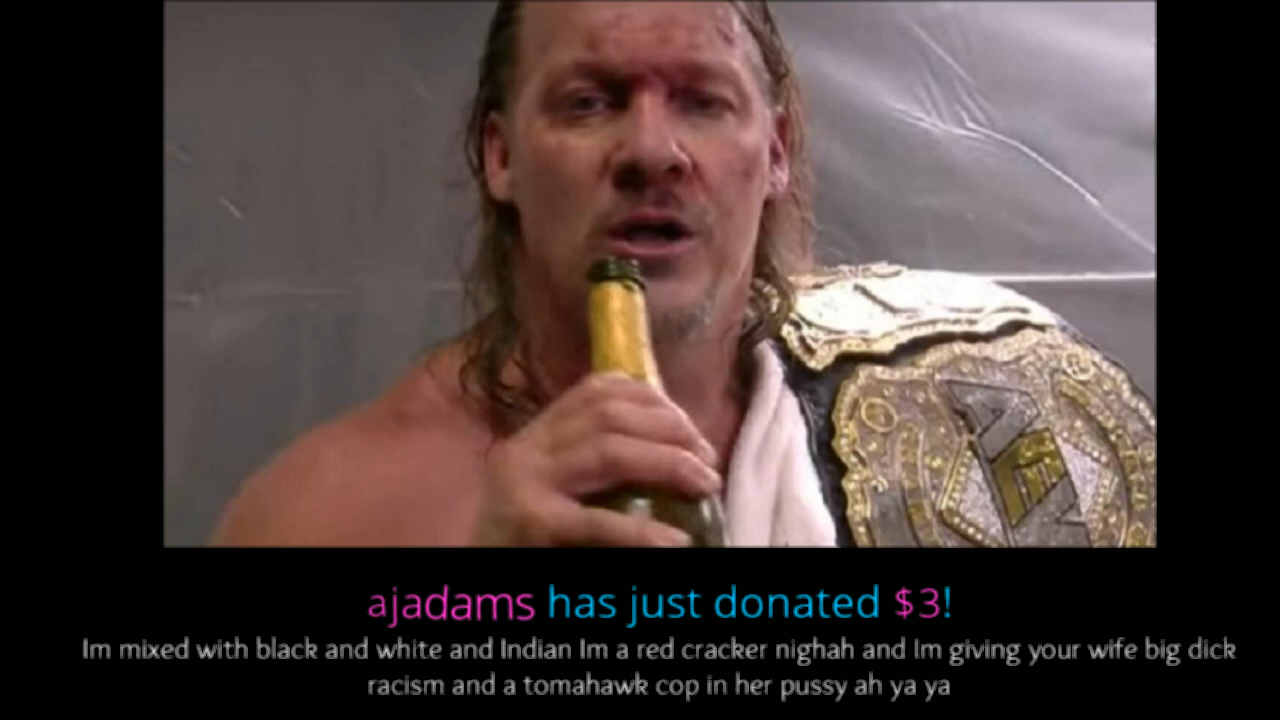 AEW
ajadams has just donated $3!
Im mixed with black and white and Indian Im a red cracker nighah and Im giving your wife big dick
racism and a tomahawk cop in her pussy ah ya ya